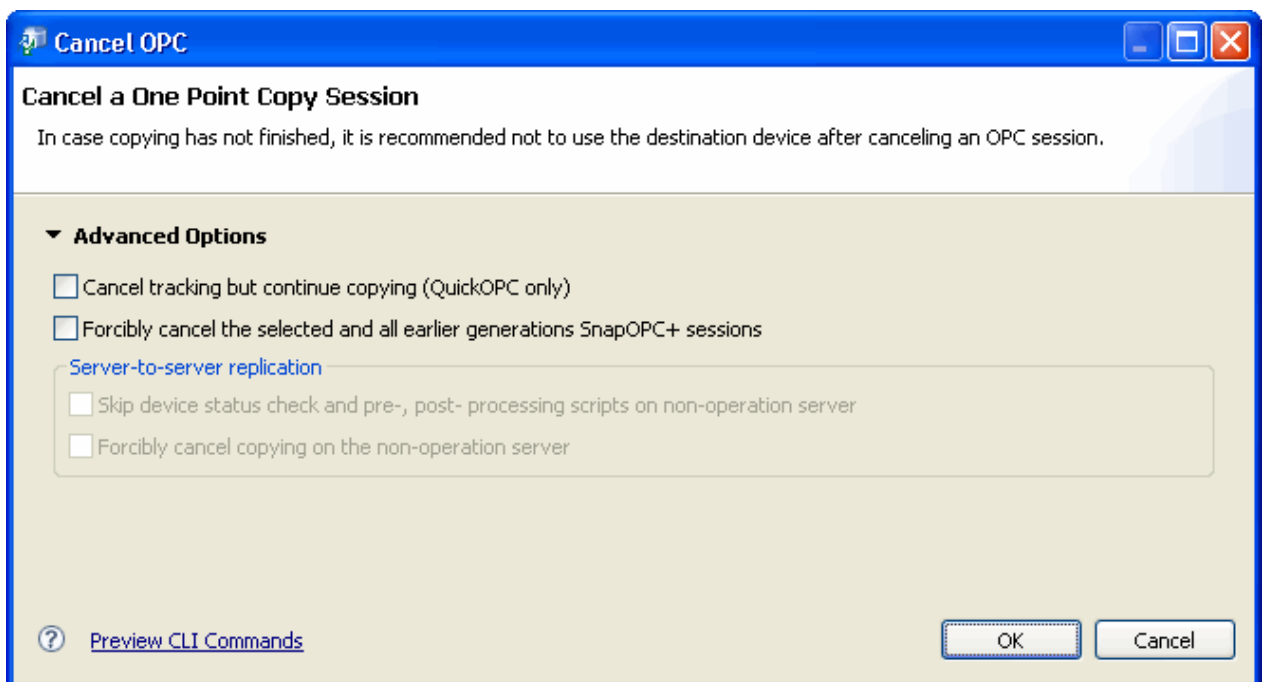 Cancel OPC
Cancel a One Point Copy Session
In case copying has not finished, it is recommended not to use the destination device after canceling an OPC session.
Advanced Options
Cancel tracking but continue copying (QuickOPC only)
Forcibly cancel the selected and all earlier generations SnapOPC+ sessions
Server-to-server replication
Skip device status check and pre-, post- processing scripts on non-operation server
Forcibly cancel copying on the non-operation server
? Preview CLI Commands OK Cancel